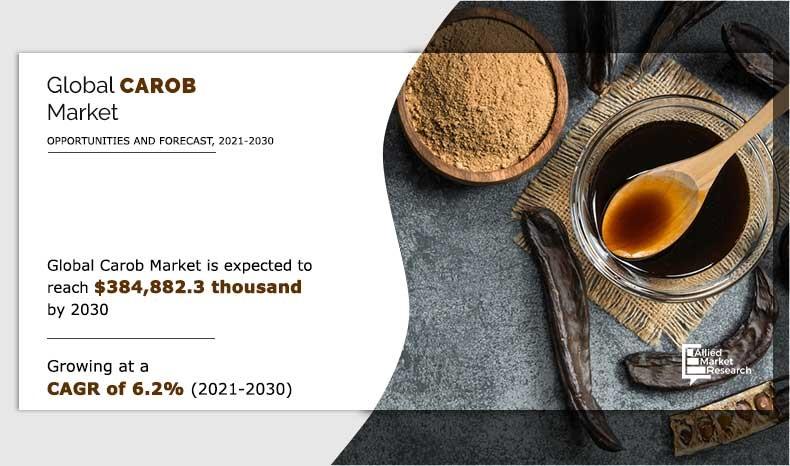 Global CAROB
Market
OPPORTUNITIES AND FORECAST, 2021-2030
Global Carob Market is expected to
reach $384,882.3 thousand
by 2030
Growing at a
CAGR of 6.2% (2021-2030)
Allied
Market
Research